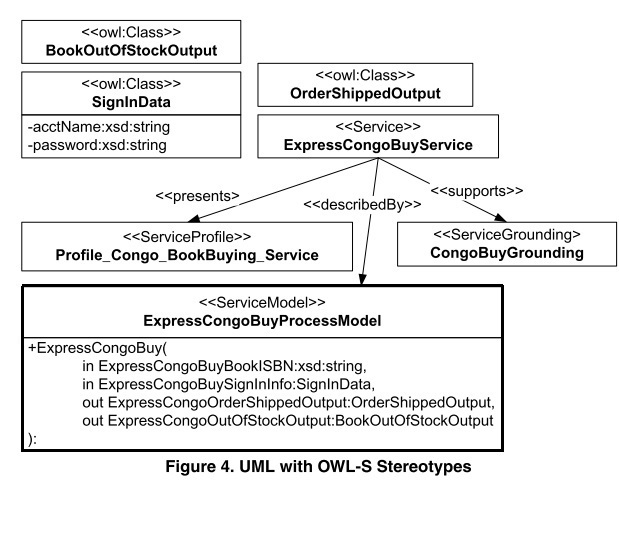 <<owl:Class>>
BookOutOfStockOutput
<<owl:Class>>
SignInData
-acctName:xsd:string
-password:xsd:string
<<owl:Class>>
OrderShippedOutput
<<Service>>
ExpressCongoBuyService
<<presents>
<<describedBy>>
<<supports>>
<<ServiceProfile>>
Profile_Congo_BookBuying_Service
<<ServiceGrounding>
CongoBuyGrounding
<<ServiceModel>>
ExpressCongoBuyProcessModel
+ExpressCongoBuy(
in ExpressCongoBuyBookISBN:xsd:string,
in ExpressCongoBuySignInInfo:SignInData,
out ExpressCongoOrderShippedOutput:OrderShippedOutput,
out ExpressCongoOutOfStockOutput:BookOutOfStockOutput
):
Figure 4. UML with OWL-S Stereotypes